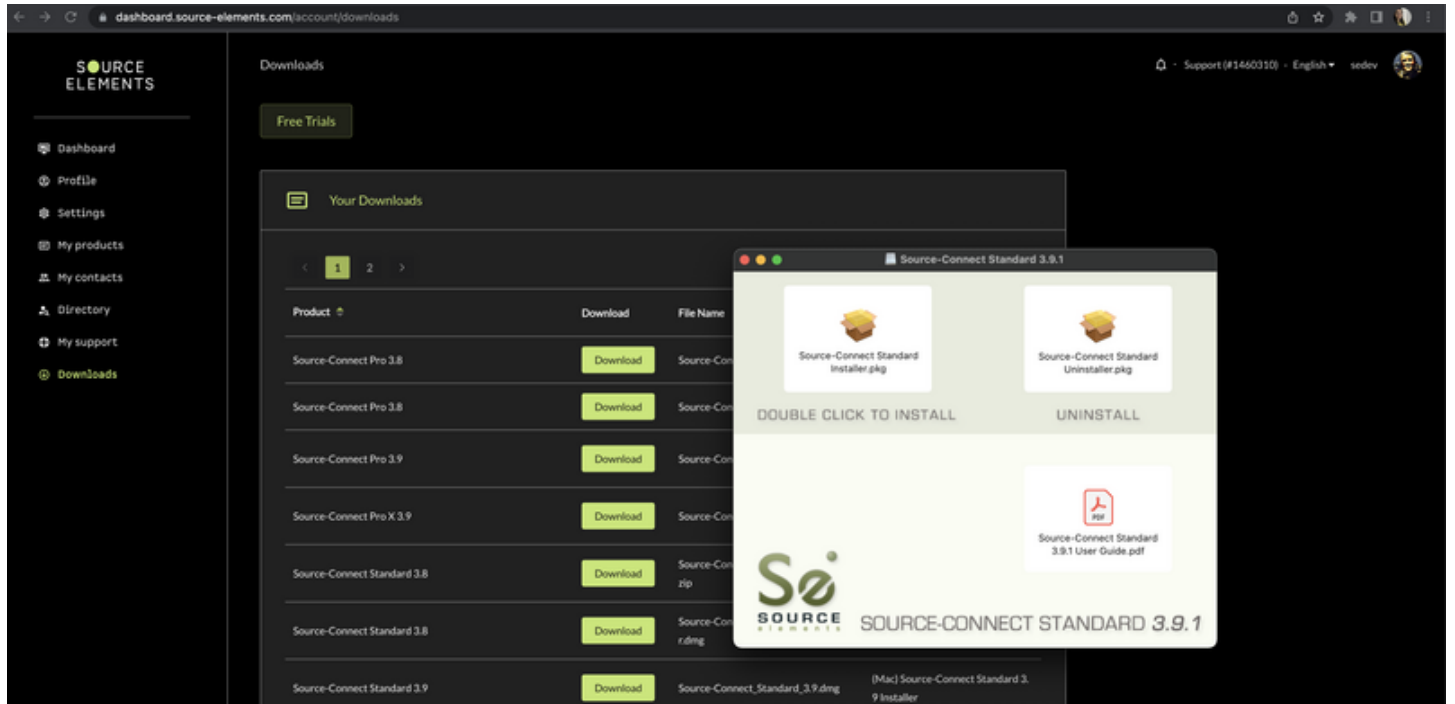 dashboard.source-elements.com/account/downloads
SOURCE
ELEMENTS
Downloads
Support (#1460310)
English
sedev
Free Trials
Dashboard
Profile
Settings
My products
My contacts
Directory
My support
Downloads
Your Downloads
1 2
Product Download File Name
Source-Connect Pro 3.8 Download Source-Con
Source-Connect Pro 3.8 Download Source-Con
Source-Connect Pro 3.9 Download Source-Con
Source-Connect Pro X 3.9 Download Source-Con
Source-Connect Standard 3.8 Download Source-Con
zip
Source-Connect Standard 3.8 Download Source-Con
r.dmg
Source-Connect Standard 3.9 Download Source-Connect_Standard_3.9.dmg (Mac) Source-Connect Standard 3.
9 Installer
Source-Connect Standard 3.9.1
Source-Connect Standard
Installer.pkg
DOUBLE CLICK TO INSTALL
Source-Connect Standard
Uninstaller.pkg
UNINSTALL
PDF
Source-Connect Standard
3.9.1 User Guide.pdf
Se
SOURCE
elements
SOURCE-CONNECT STANDARD 3.9.1